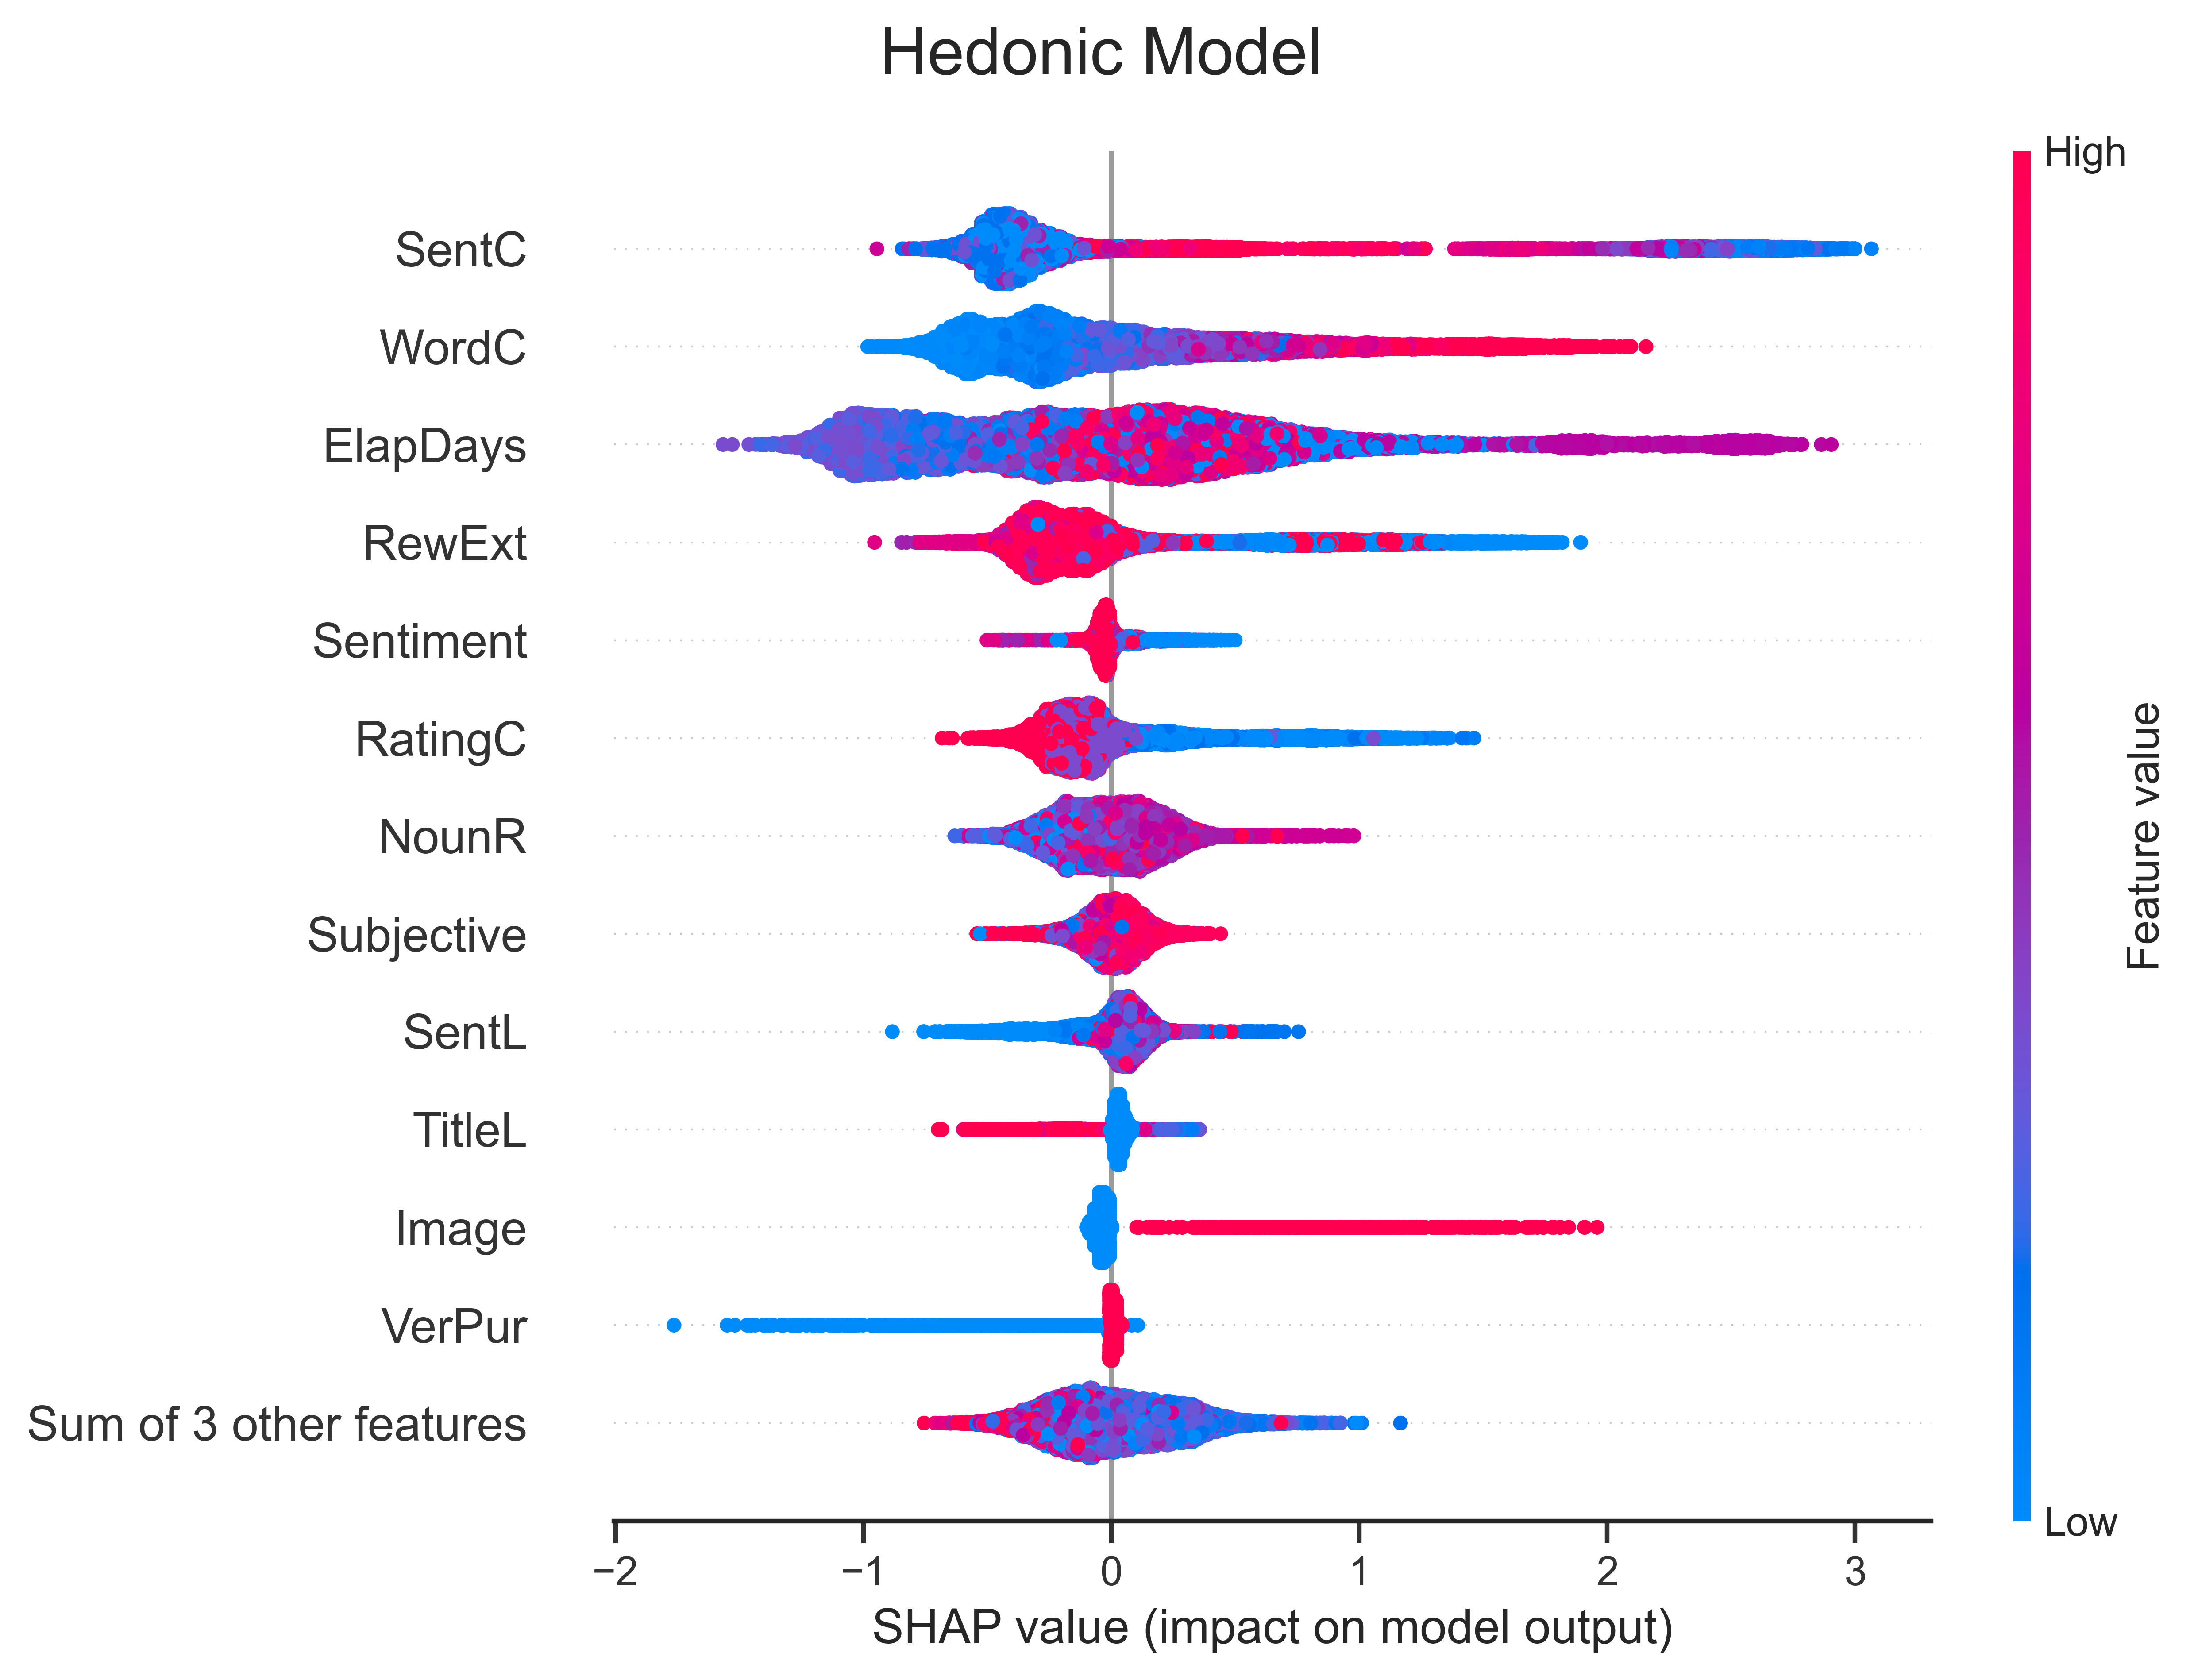 Hedonic Model
High
SentC
WordC
ElapDays
RewExt
Sentiment
RatingC
NounR
Subjective
SentL
TitleL
Image
VerPur
Sum of 3 other features
Feature value
Low
−2 −1 0 1 2 3
SHAP value (impact on model output)